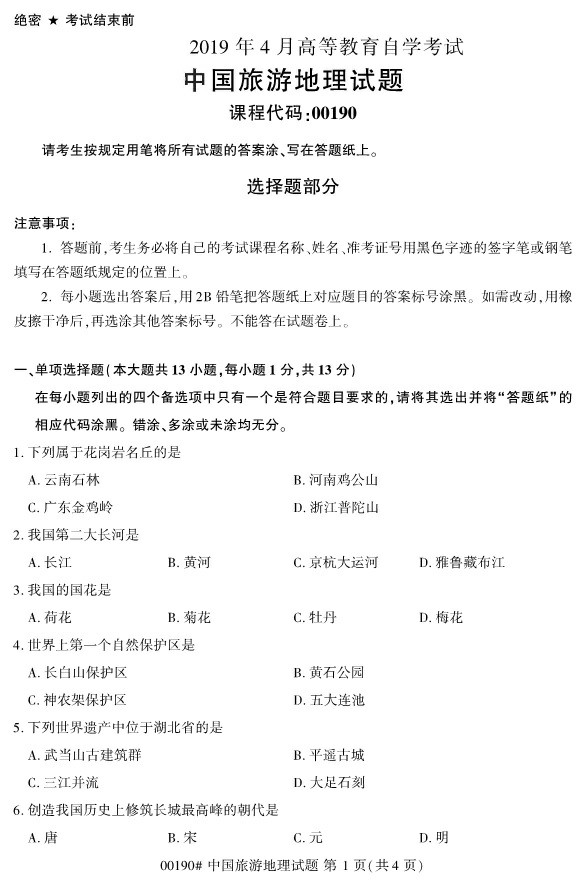 绝密 ★ 考试结束前
2019 年 4 月高等教育自学考试
中国旅游地理试题
课程代码:00190
请考生按规定用笔将所有试题的答案涂、写在答题纸上。
选择题部分
注意事项:
1. 答题前,考生务必将自己的考试课程名称、姓名、准考证号用黑色字迹的签字笔或钢笔
填写在答题纸规定的位置上。
2. 每小题选出答案后,用 2B 铅笔把答题纸上对应题目的答案标号涂黑。如需改动,用橡
皮擦干净后,再选涂其他答案标号。不能答在试题卷上。
一、单项选择题(本大题共 13 小题,每小题 1 分,共 13 分)
在每小题列出的四个备选项中只有一个是符合题目要求的,请将其选出并将“答题纸”的
相应代码涂黑。错涂、多涂或未涂均无分。
1. 下列属于花岗岩名丘的是
A. 云南石林 B. 河南鸡公山
C. 广东金鸡岭 D. 浙江普陀山
2. 我国第二大长河是
A. 长江 B. 黄河 C. 京杭大运河 D. 雅鲁藏布江
3. 我国的国花是
A. 荷花 B. 菊花 C. 牡丹 D. 梅花
4. 世界上第一个自然保护区是
A. 长白山保护区 B. 黄石公园
C. 神农架保护区 D. 五大连池
5. 下列世界遗产中位于湖北省的是
A. 武当山古建筑群 B. 平遥古城
C. 三江并流 D. 大足石刻
6. 创造我国历史上修筑长城最高峰的朝代是
A. 唐 B. 宋 C. 元 D. 明
00190# 中国旅游地理试题 第 1 页(共 4 页)